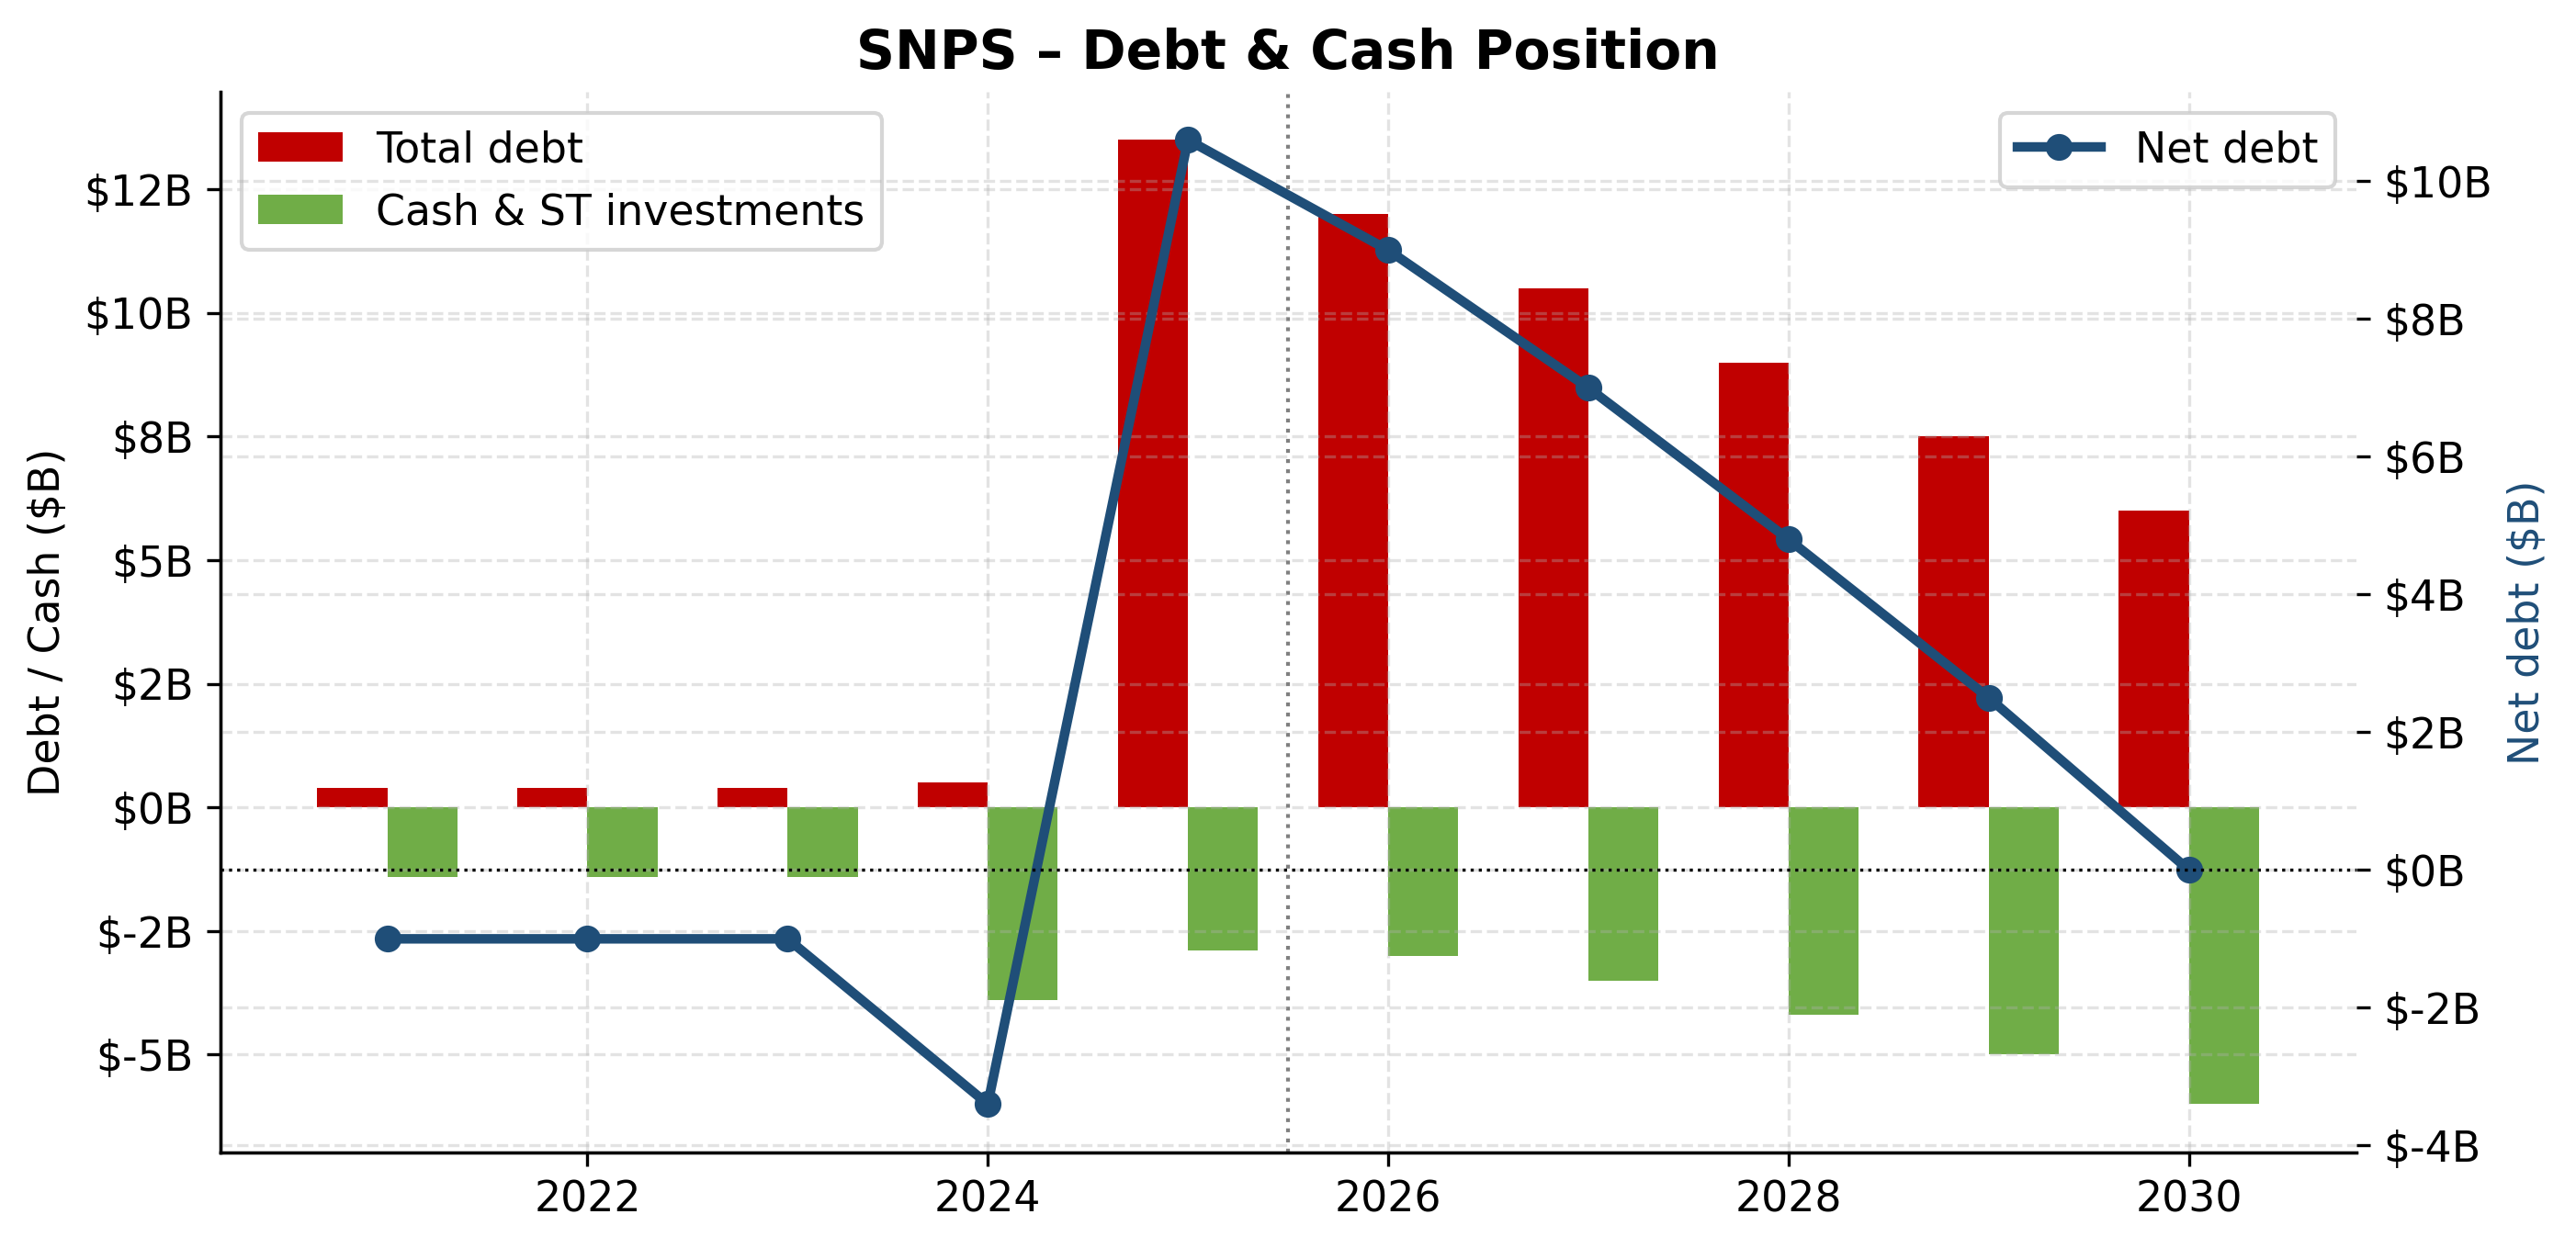 SNPS – Debt & Cash Position
Total debt
Cash & ST investments
Net debt
Debt / Cash ($B)
$12B
$10B
$8B
$5B
$2B
$0B
$-2B
$-5B
$10B
$8B
$6B
$4B
$2B
$0B
$-2B
$-4B
Net debt ($B)
2022
2024
2026
2028
2030